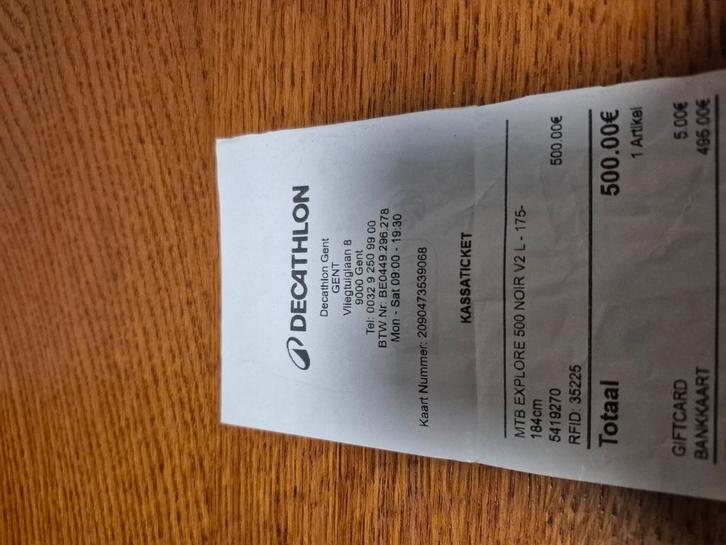 DECATHLON
Decathlon Gent
GENT
Vliegtuiglaan 8
9000 Gent
Tel: 0032 9 250 99 00
BTW Nr: BE0449.296.278
Mon - Sat 09:00 - 19:30
Kaart Nummer: 2090473539068
KASSATICKET
MTB EXPLORE 500 NOIR V2 L - 175-
184cm 500.00€
5419270
RFID: 35225
Totaal 500.00€
1 Artikel
GIFTCARD 5.00€
BANKKAART 495.00€